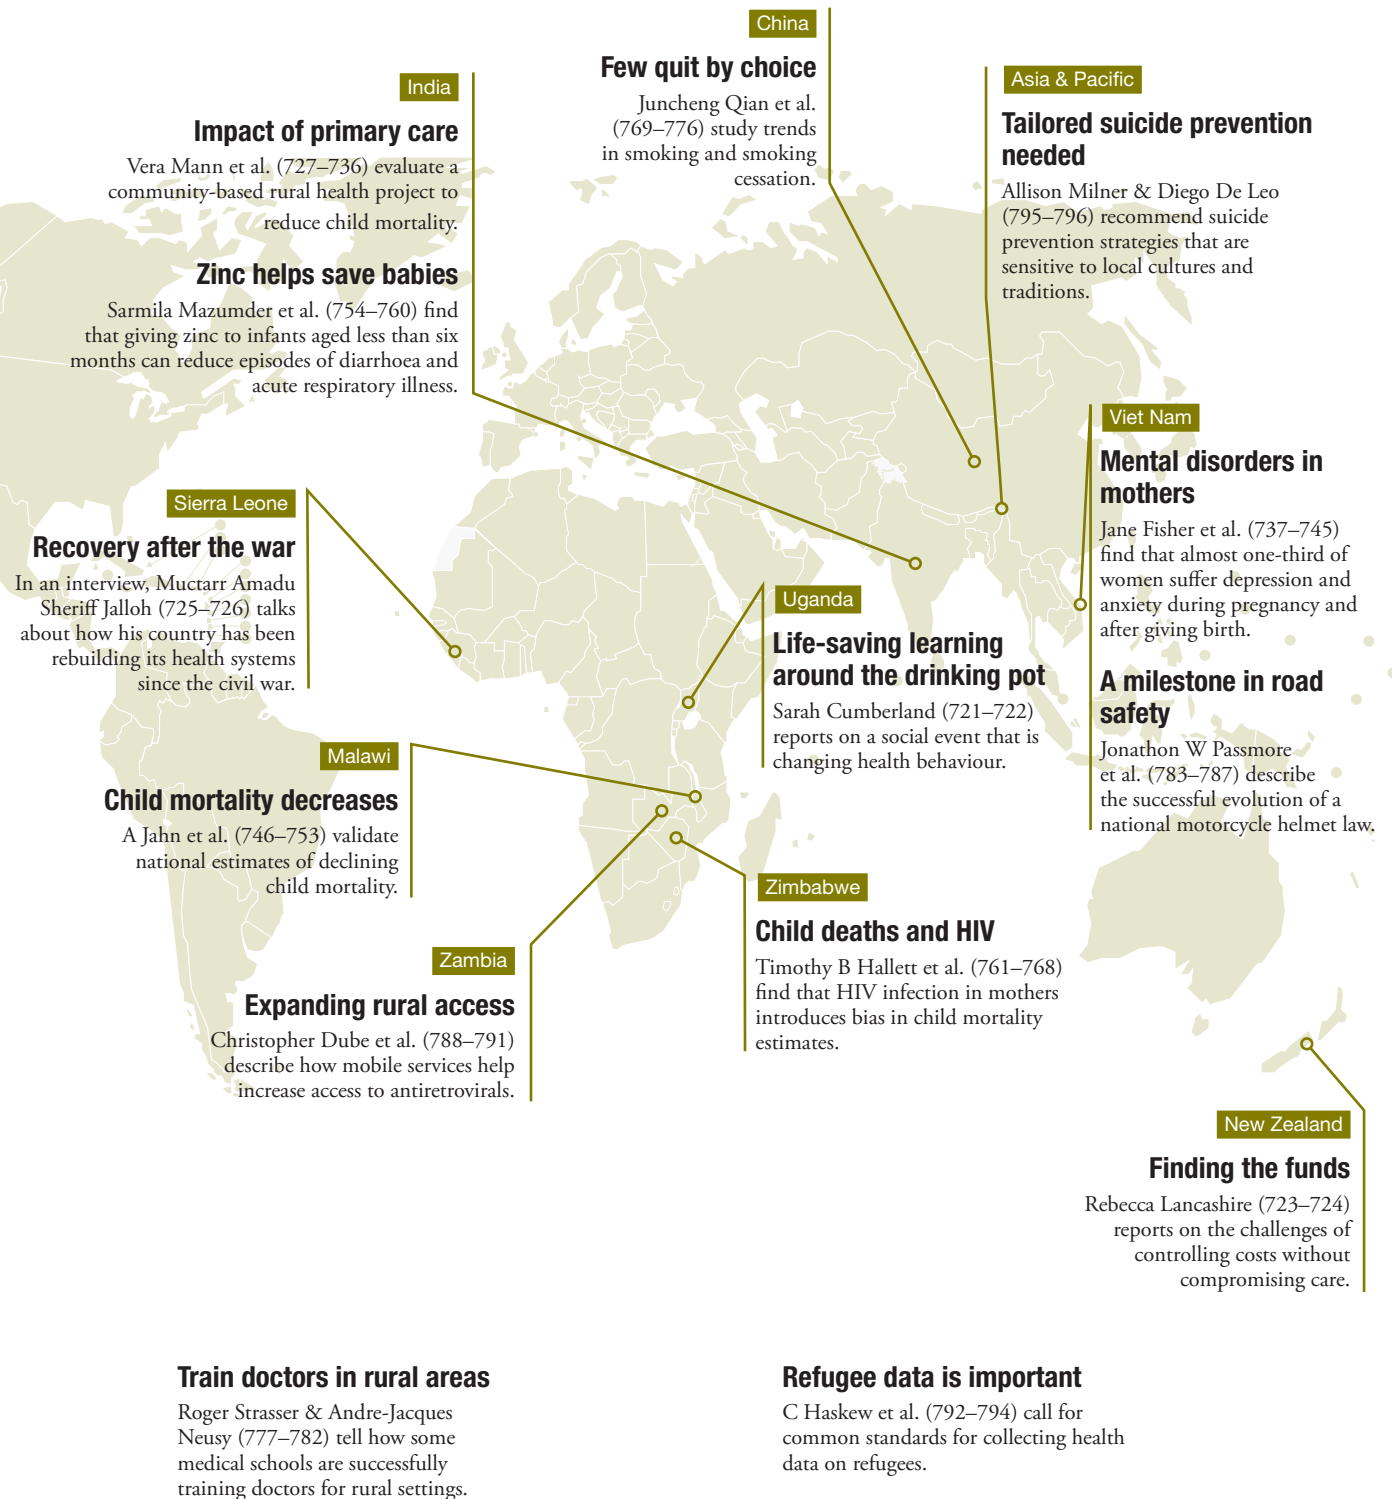 China
Few quit by choice
Juncheng Qian et al.
(769–776) study trends
in smoking and smoking
cessation.
India
Impact of primary care
Vera Mann et al. (727–736) evaluate a
community-based rural health project to
reduce child mortality.
Zinc helps save babies
Sarmila Mazumder et al. (754–760) find
that giving zinc to infants aged less than six
months can reduce episodes of diarrhoea and
acute respiratory illness.
Asia & Pacific
Tailored suicide prevention
needed
Allison Milner & Diego De Leo
(795–796) recommend suicide
prevention strategies that are
sensitive to local cultures and
traditions.
Viet Nam
Mental disorders in
mothers
Jane Fisher et al. (737–745)
find that almost one-third of
women suffer depression and
anxiety during pregnancy and
after giving birth.
A milestone in road
safety
Jonathon W Passmore
et al. (783–787) describe
the successful evolution of a
national motorcycle helmet law.
Sierra Leone
Recovery after the war
In an interview, Muctarr Amadu
Sheriff Jalloh (725–726) talks
about how his country has been
rebuilding its health systems
since the civil war.
Uganda
Life-saving learning
around the drinking pot
Sarah Cumberland (721–722)
reports on a social event that is
changing health behaviour.
Malawi
Child mortality decreases
A Jahn et al. (746–753) validate
national estimates of declining
child mortality.
Zimbabwe
Child deaths and HIV
Timothy B Hallett et al. (761–768)
find that HIV infection in mothers
introduces bias in child mortality
estimates.
Zambia
Expanding rural access
Christopher Dube et al. (788–791)
describe how mobile services help
increase access to antiretrovirals.
New Zealand
Finding the funds
Rebecca Lancashire (723–724)
reports on the challenges of
controlling costs without
compromising care.
Train doctors in rural areas
Roger Strasser & Andre-Jacques
Neusy (777–782) tell how some
medical schools are successfully
training doctors for rural settings.
Refugee data is important
C Haskew et al. (792–794) call for
common standards for collecting health
data on refugees.